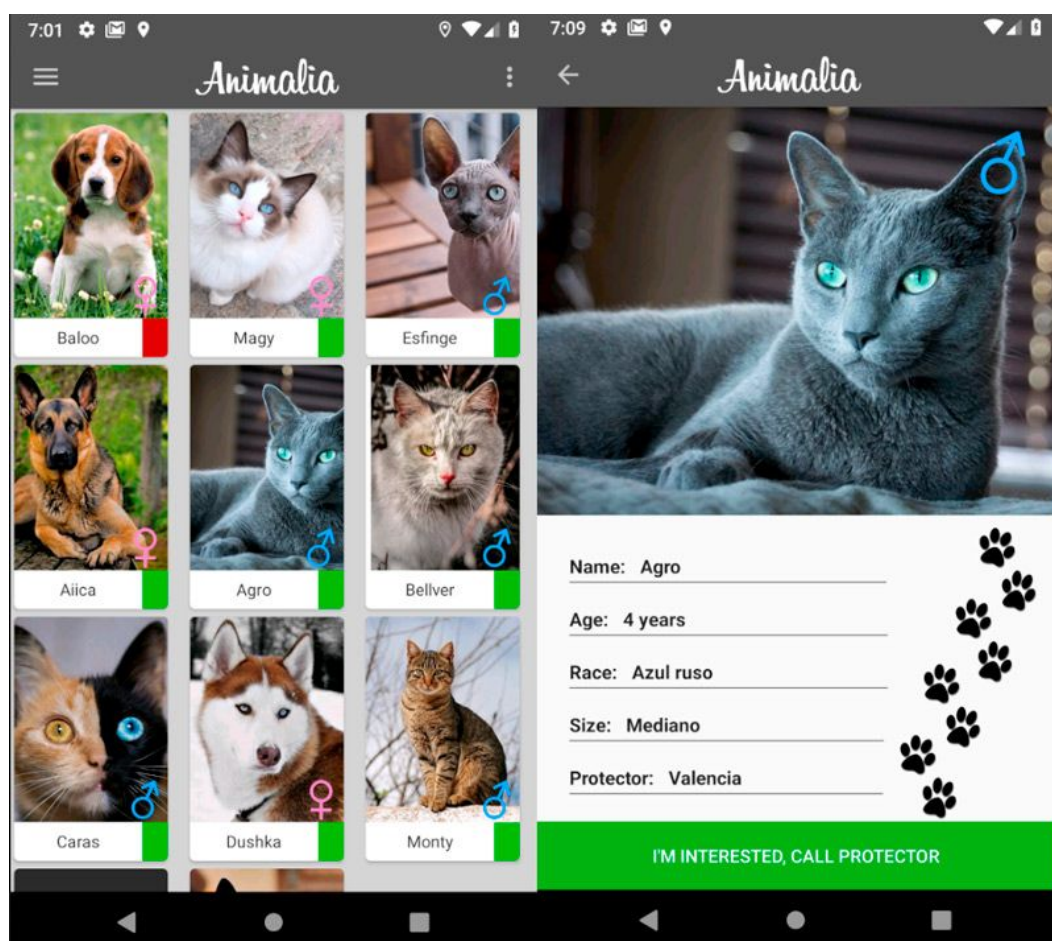 7:01
Animalia
Baloo
Magy
Esfinge
Aiica
Agro
Bellver
Caras
Dushka
Monty
7:09
Animalia
Name: Agro
Age: 4 years
Race: Azul ruso
Size: Mediano
Protector: Valencia
I'M INTERESTED, CALL PROTECTOR